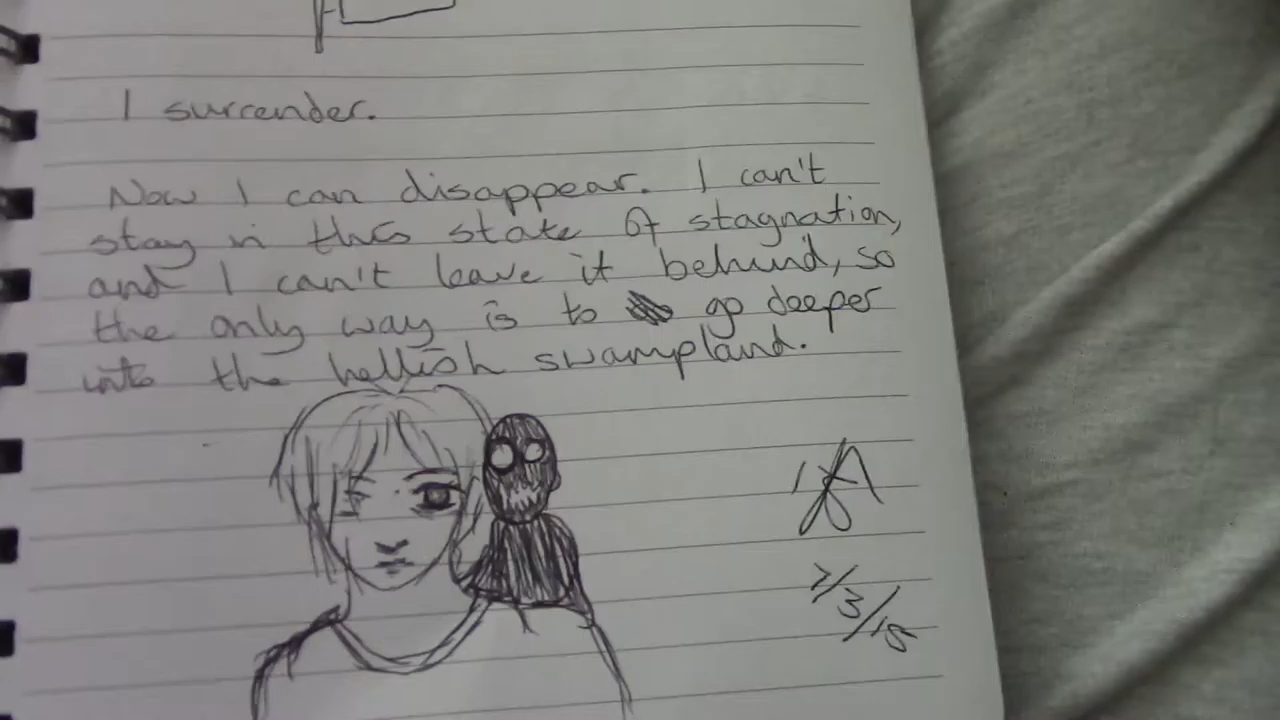 I surrender.
Now I can disappear. I can't
stay in this state of stagnation,
and I can't leave it behind, so
the only way is to go deeper
into the hellish swampland.
7/3/15